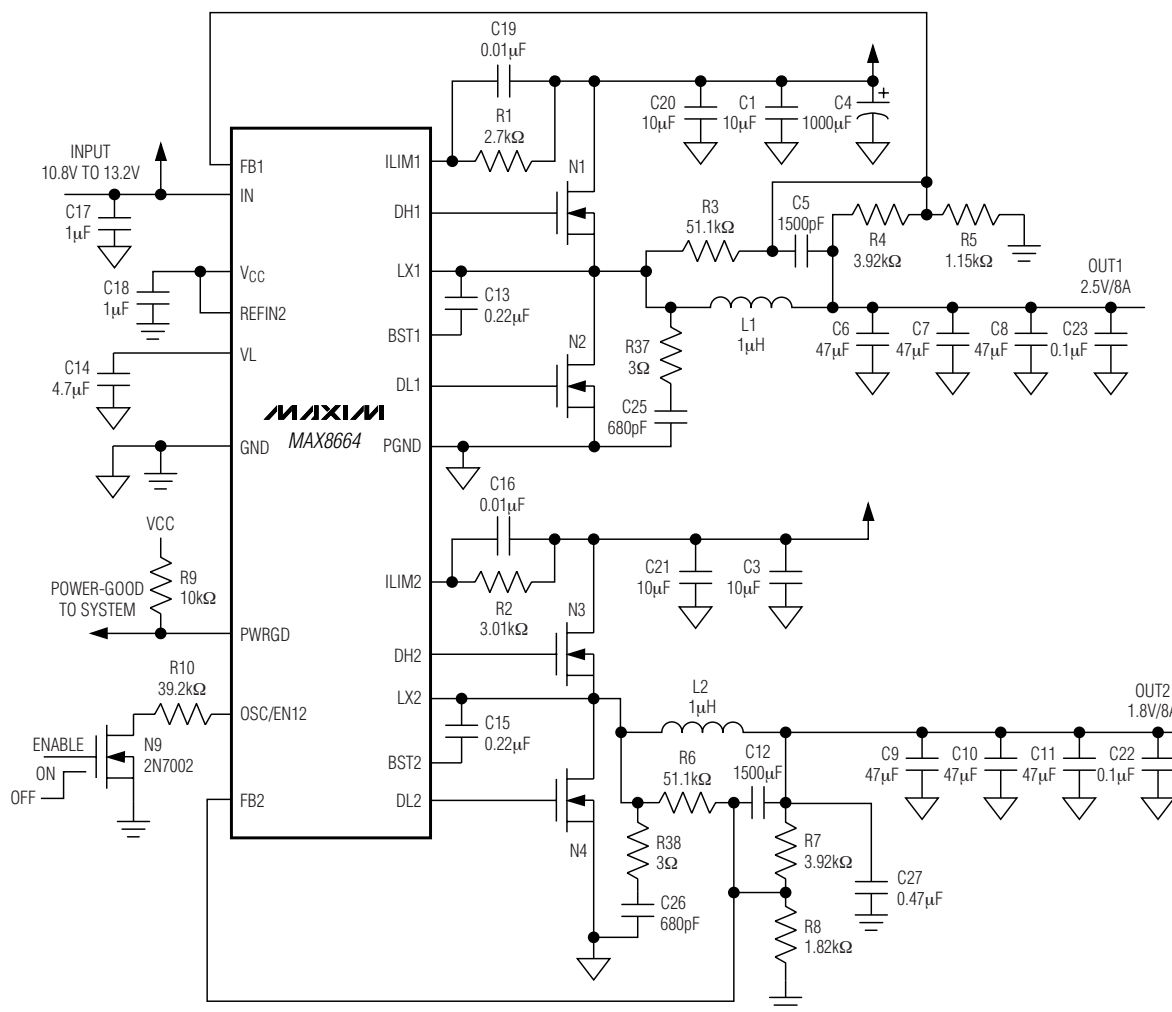 C19
0.01µF
R1
2.7kΩ
C20
10µF
C1
10µF
C4
1000µF
+
INPUT
10.8V TO 13.2V
FB1
IN
ILIM1
N1
C17
1µF
DH1
R3
51.1kΩ
C5
1500pF
R4
3.92kΩ
R5
1.15kΩ
VCC
LX1
OUT1
2.5V/8A
C18
1µF
REFIN2
C13
0.22µF
BST1
L1
1µH
C6
47µF
C7
47µF
C8
47µF
C23
0.1µF
VL
N2
R37
3Ω
C14
4.7µF
DL1
MAXIM
MAX8664
C25
680pF
GND
PGND
C16
0.01µF
VCC
R9
10kΩ
ILIM2
R2
3.01kΩ
C21
10µF
C3
10µF
POWER-GOOD
TO SYSTEM
N3
PWRGD
DH2
R10
39.2kΩ
LX2
L2
1µH
OUT2
1.8V/8A
OSC/EN12
C15
0.22µF
ENABLE
ON
OFF
N9
2N7002
BST2
R6
51.1kΩ
C12
1500µF
C9
47µF
C10
47µF
C11
47µF
C22
0.1µF
FB2
DL2
N4
R38
3Ω
R7
3.92kΩ
C27
0.47µF
C26
680pF
R8
1.82kΩ